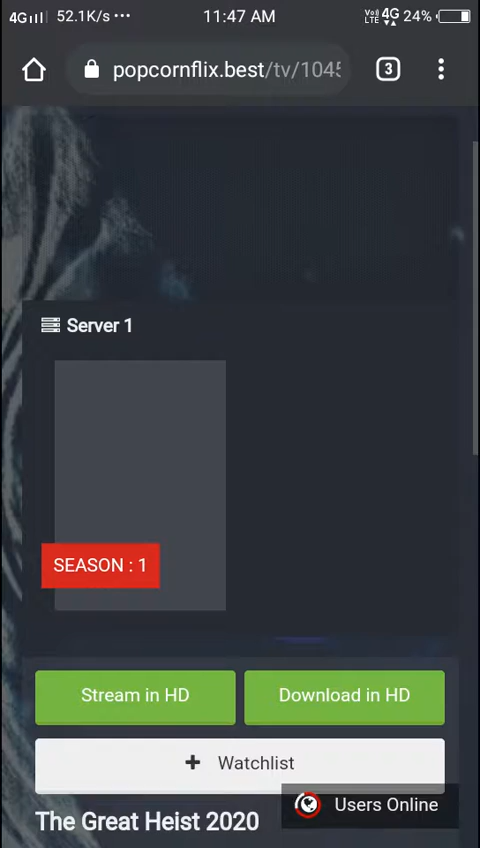 4G 52.1K/s ••• 11:47 AM Vo) LTE 4G 24%
popcornflix.best/tv/1045 3
Server 1
SEASON : 1
Stream in HD Download in HD
+ Watchlist
Users Online
The Great Heist 2020